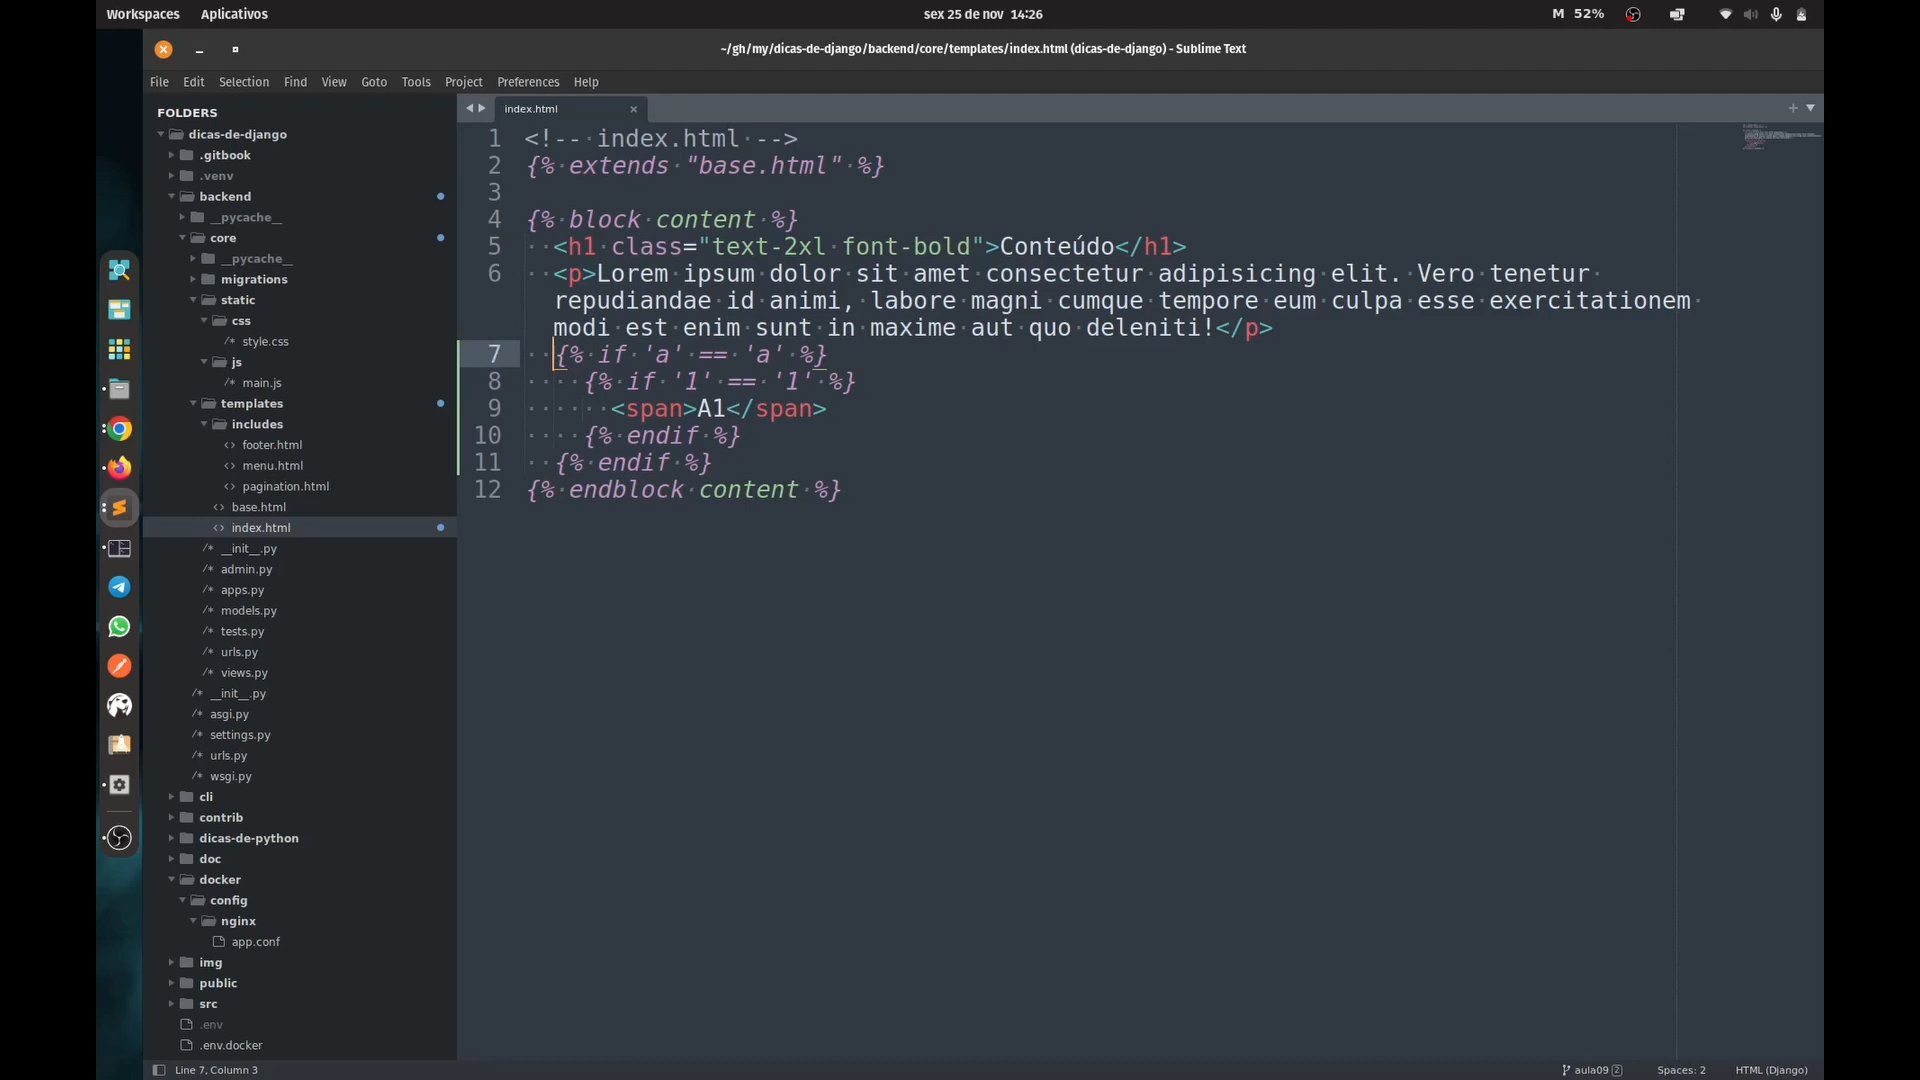 Workspaces Aplicativos sex 25 de nov 14:26 M 52%
~/gh/my/dicas-de-django/backend/core/templates/index.html (dicas-de-django) - Sublime Text
File Edit Selection Find View Goto Tools Project Preferences Help
FOLDERS
dicas-de-django
.gitbook
.venv
backend
__pycache__
core
__pycache__
migrations
static
css
/* style.css
js
/* main.js
templates
includes
<> footer.html
<> menu.html
<> pagination.html
<> base.html
<> index.html
/* __init__.py
/* admin.py
/* apps.py
/* models.py
/* tests.py
/* urls.py
/* views.py
/* __init__.py
/* asgi.py
/* settings.py
/* urls.py
/* wsgi.py
cli
contrib
dicas-de-python
doc
docker
config
nginx
app.conf
img
public
src
.env
.env.docker
index.html
1 <!-- index.html -->
2 {% extends "base.html" %}
3
4 {% block content %}
5 <h1 class="text-2xl font-bold">Conteúdo</h1>
6 <p>Lorem ipsum dolor sit amet consectetur adipisicing elit. Vero tenetur
repudiandae id animi, labore magni cumque tempore eum culpa esse exercitationem
modi est enim sunt in maxime aut quo deleniti!</p>
7 {% if 'a' == 'a' %}
8 {% if '1' == '1' %}
9 <span>A1</span>
10 {% endif %}
11 {% endif %}
12 {% endblock content %}
Line 7, Column 3 aula09 2 Spaces: 2 HTML (Django)